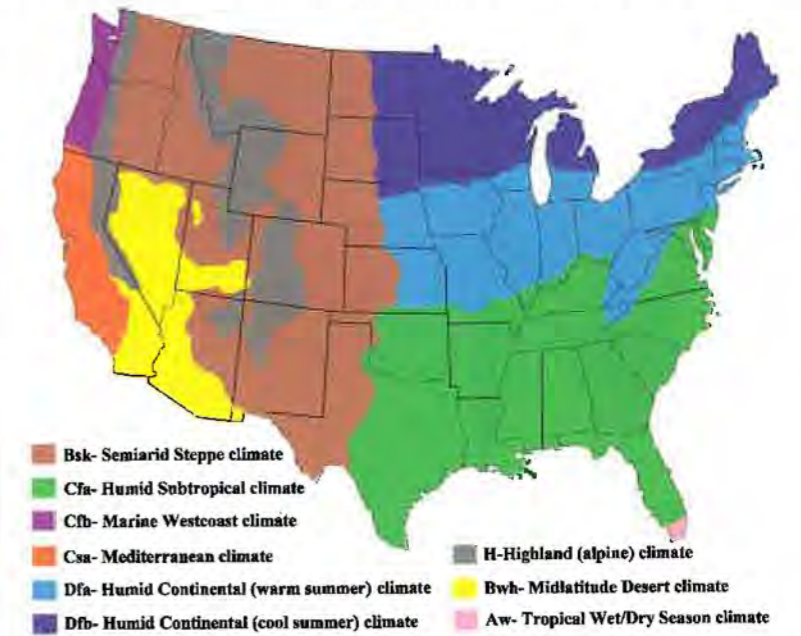 Bsk- Semiarid Steppe climate
Cfa- Humid Subtropical climate
Cfb- Marine Westcoast climate
Csa- Mediterranean climate
Dfa- Humid Continental (warm summer) climate
Dfb- Humid Continental (cool summer) climate
H-Highland (alpine) climate
Bwh- Midlatitude Desert climate
Aw- Tropical Wet/Dry Season climate